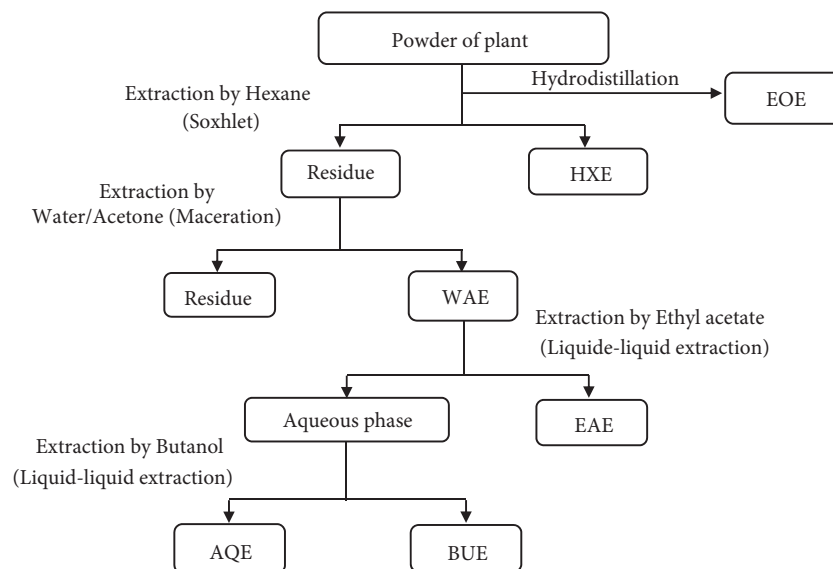 Powder of plant
Hydrodistillation
EOE
Extraction by Hexane
(Soxhlet)
Residue
HXE
Extraction by
Water/Acetone (Maceration)
Residue
WAE
Extraction by Ethyl acetate
(Liquide-liquid extraction)
Aqueous phase
EAE
Extraction by Butanol
(Liquid-liquid extraction)
AQE
BUE